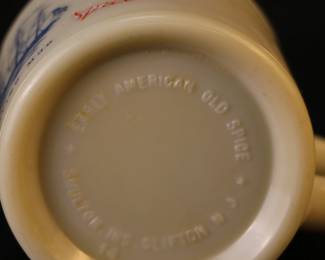 EARLY AMERICAN OLD SPICE
SHULTON INC. CLIFTON N. J.